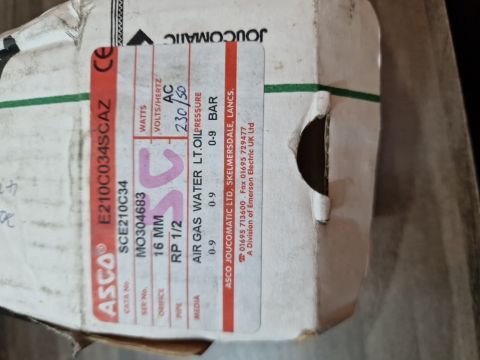 JOUCOMATIC
CE
ASCO® E210C034SCAZ
CATA No SCE210C34
SER No. MO304683 WATTS
ORIFICE 16 MM VOLTS/HERTZ AC
PIPE RP 1/2 230/50
MEDIA AIR GAS WATER LT.OIL PRESSURE
0-9 0-9 0-9 BAR
ASCO JOUCOMATIC LTD, SKELMERSDALE, LANCS.
☎ 01695 713600 Fax 01695 729477
A Division of Emerson Electric UK Ltd